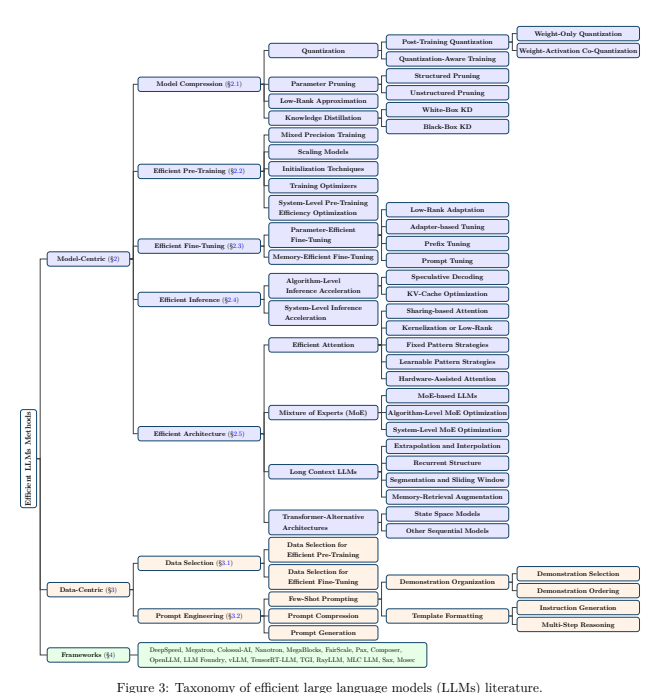 Efficient LLMs Methods
Model-Centric (§2)
Model Compression (§2.1)
Quantization
Post-Training Quantization
Weight-Only Quantization
Weight-Activation Co-Quantization
Quantization-Aware Training
Parameter Pruning
Structured Pruning
Unstructured Pruning
Low-Rank Approximation
Knowledge Distillation
White-Box KD
Black-Box KD
Efficient Pre-Training (§2.2)
Mixed Precision Training
Scaling Models
Initialization Techniques
Training Optimizers
System-Level Pre-Training
Efficiency Optimization
Efficient Fine-Tuning (§2.3)
Parameter-Efficient
Fine-Tuning
Low-Rank Adaptation
Adapter-based Tuning
Prefix Tuning
Prompt Tuning
Memory-Efficient Fine-Tuning
Efficient Inference (§2.4)
Algorithm-Level
Inference Acceleration
Speculative Decoding
KV-Cache Optimization
System-Level Inference
Acceleration
Efficient Architecture (§2.5)
Efficient Attention
Sharing-based Attention
Kernelization or Low-Rank
Fixed Pattern Strategies
Learnable Pattern Strategies
Hardware-Assisted Attention
Mixture of Experts (MoE)
MoE-based LLMs
Algorithm-Level MoE Optimization
System-Level MoE Optimization
Long Context LLMs
Extrapolation and Interpolation
Recurrent Structure
Segmentation and Sliding Window
Memory-Retrieval Augmentation
Transformer-Alternative
Architectures
State Space Models
Other Sequential Models
Data-Centric (§3)
Data Selection (§3.1)
Data Selection for
Efficient Pre-Training
Data Selection for
Efficient Fine-Tuning
Prompt Engineering (§3.2)
Few-Shot Prompting
Demonstration Organization
Demonstration Selection
Demonstration Ordering
Template Formatting
Instruction Generation
Multi-Step Reasoning
Prompt Compression
Prompt Generation
Frameworks (§4)
DeepSpeed, Megatron, Colossal-AI, Nanotron, MegaBlocks, FairScale, Pax, Composer,
OpenLLM, LLM Foundry, vLLM, TensorRT-LLM, TGI, RayLLM, MLC LLM, Sax, Mosec
Figure 3: Taxonomy of efficient large language models (LLMs) literature.